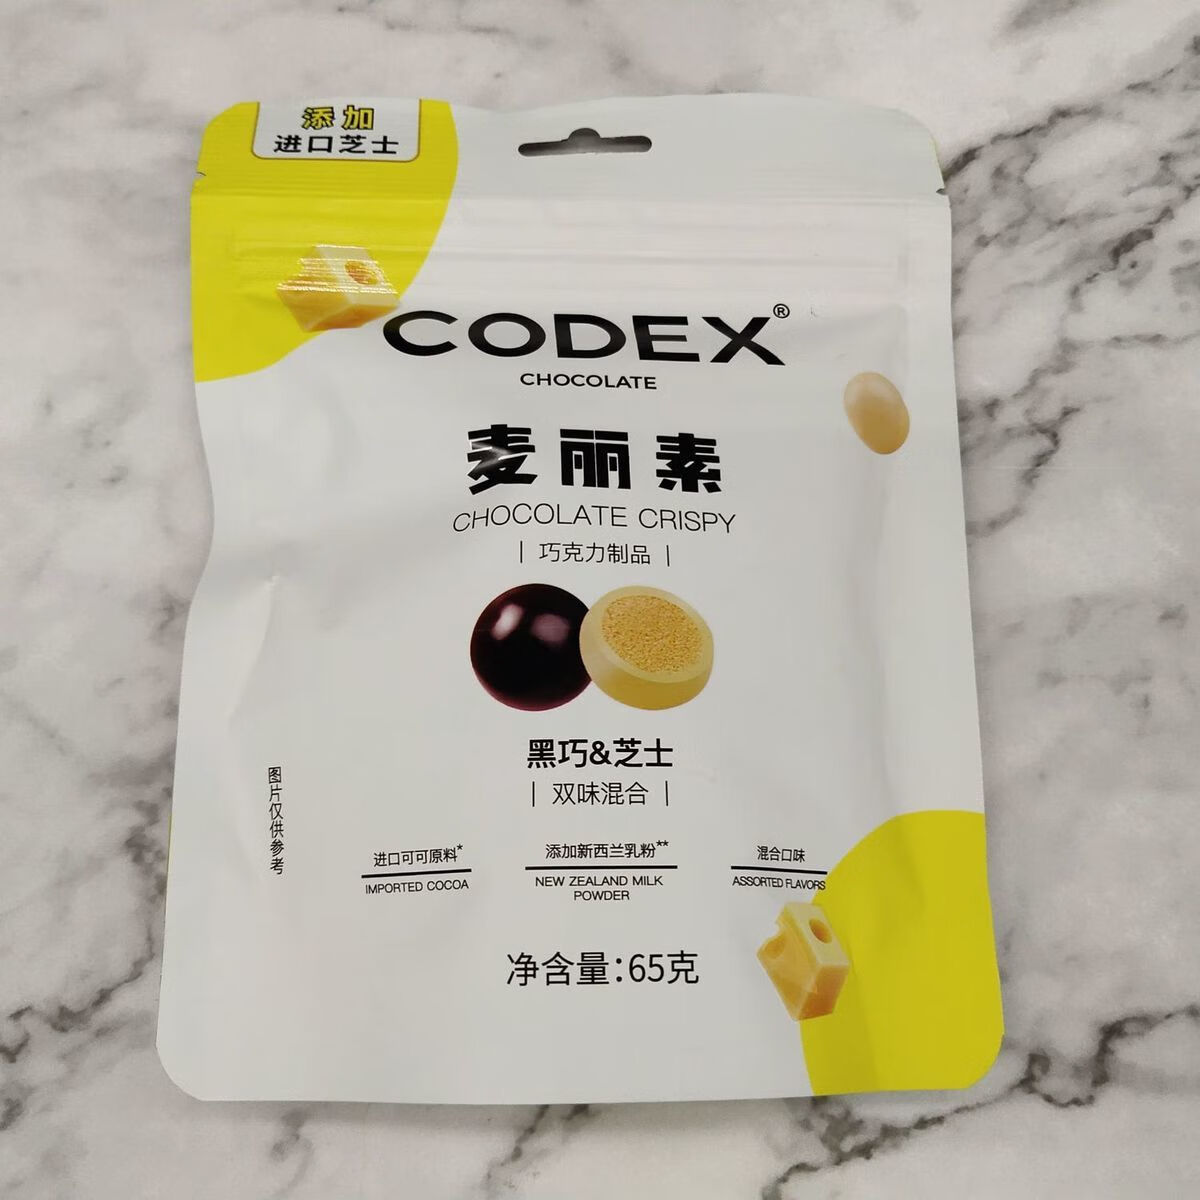 添加
进口芝士
CODEX®
CHOCOLATE
麦丽素
CHOCOLATE CRISPY
| 巧克力制品 |
黑巧&芝士
| 双味混合 |
图片仅供参考
进口可可原料*
IMPORTED COCOA
添加新西兰乳粉**
NEW ZEALAND MILK
POWDER
混合口味
ASSORTED FLAVORS
净含量:65克